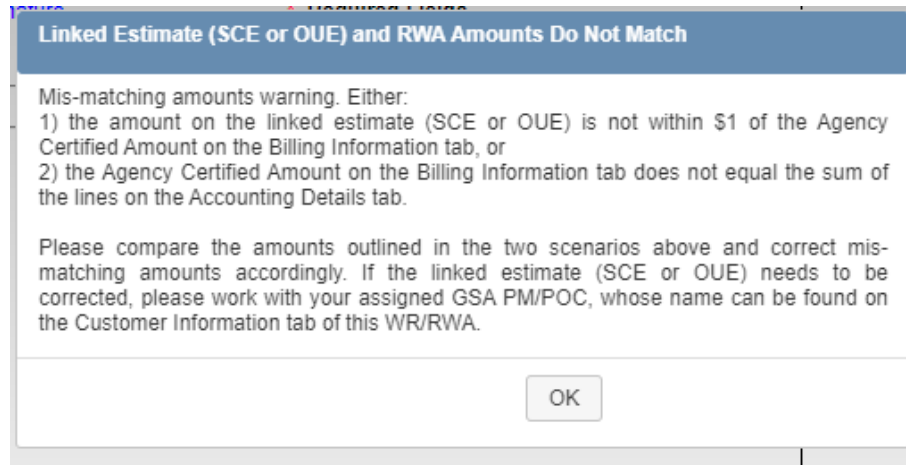 Required Fields
Linked Estimate (SCE or OUE) and RWA Amounts Do Not Match
Mis-matching amounts warning. Either:
1) the amount on the linked estimate (SCE or OUE) is not within $1 of the Agency
Certified Amount on the Billing Information tab, or
2) the Agency Certified Amount on the Billing Information tab does not equal the sum of
the lines on the Accounting Details tab.
Please compare the amounts outlined in the two scenarios above and correct mis-
matching amounts accordingly. If the linked estimate (SCE or OUE) needs to be
corrected, please work with your assigned GSA PM/POC, whose name can be found on
the Customer Information tab of this WR/RWA.
OK